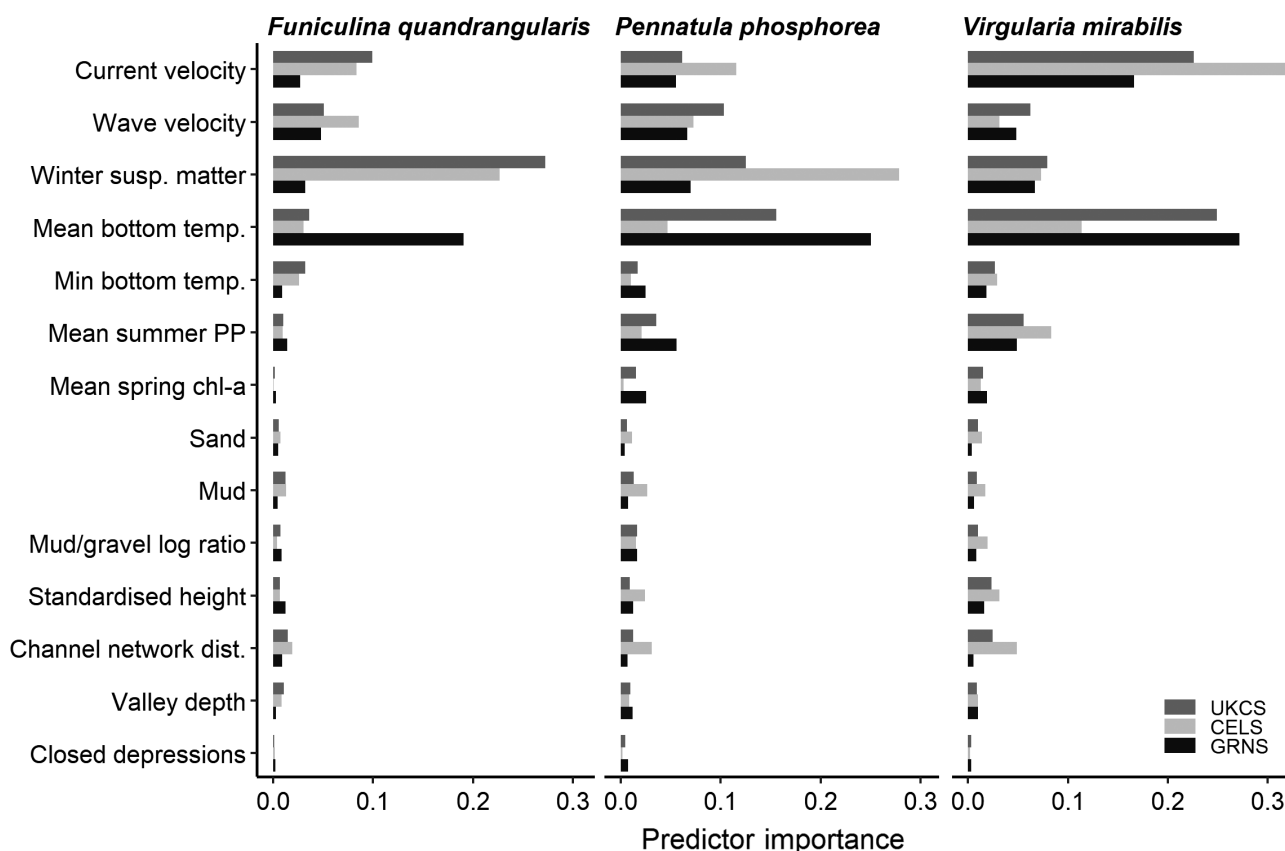 Funiculina quandrangularis
Pennatula phosphorea
Virgularia mirabilis
Current velocity
Wave velocity
Winter susp. matter
Mean bottom temp.
Min bottom temp.
Mean summer PP
Mean spring chl-a
Sand
Mud
Mud/gravel log ratio
Standardised height
Channel network dist.
Valley depth
Closed depressions
UKCS
CELS
GRNS
0.0 0.1 0.2 0.3
0.0 0.1 0.2 0.3
0.0 0.1 0.2 0.3
Predictor importance